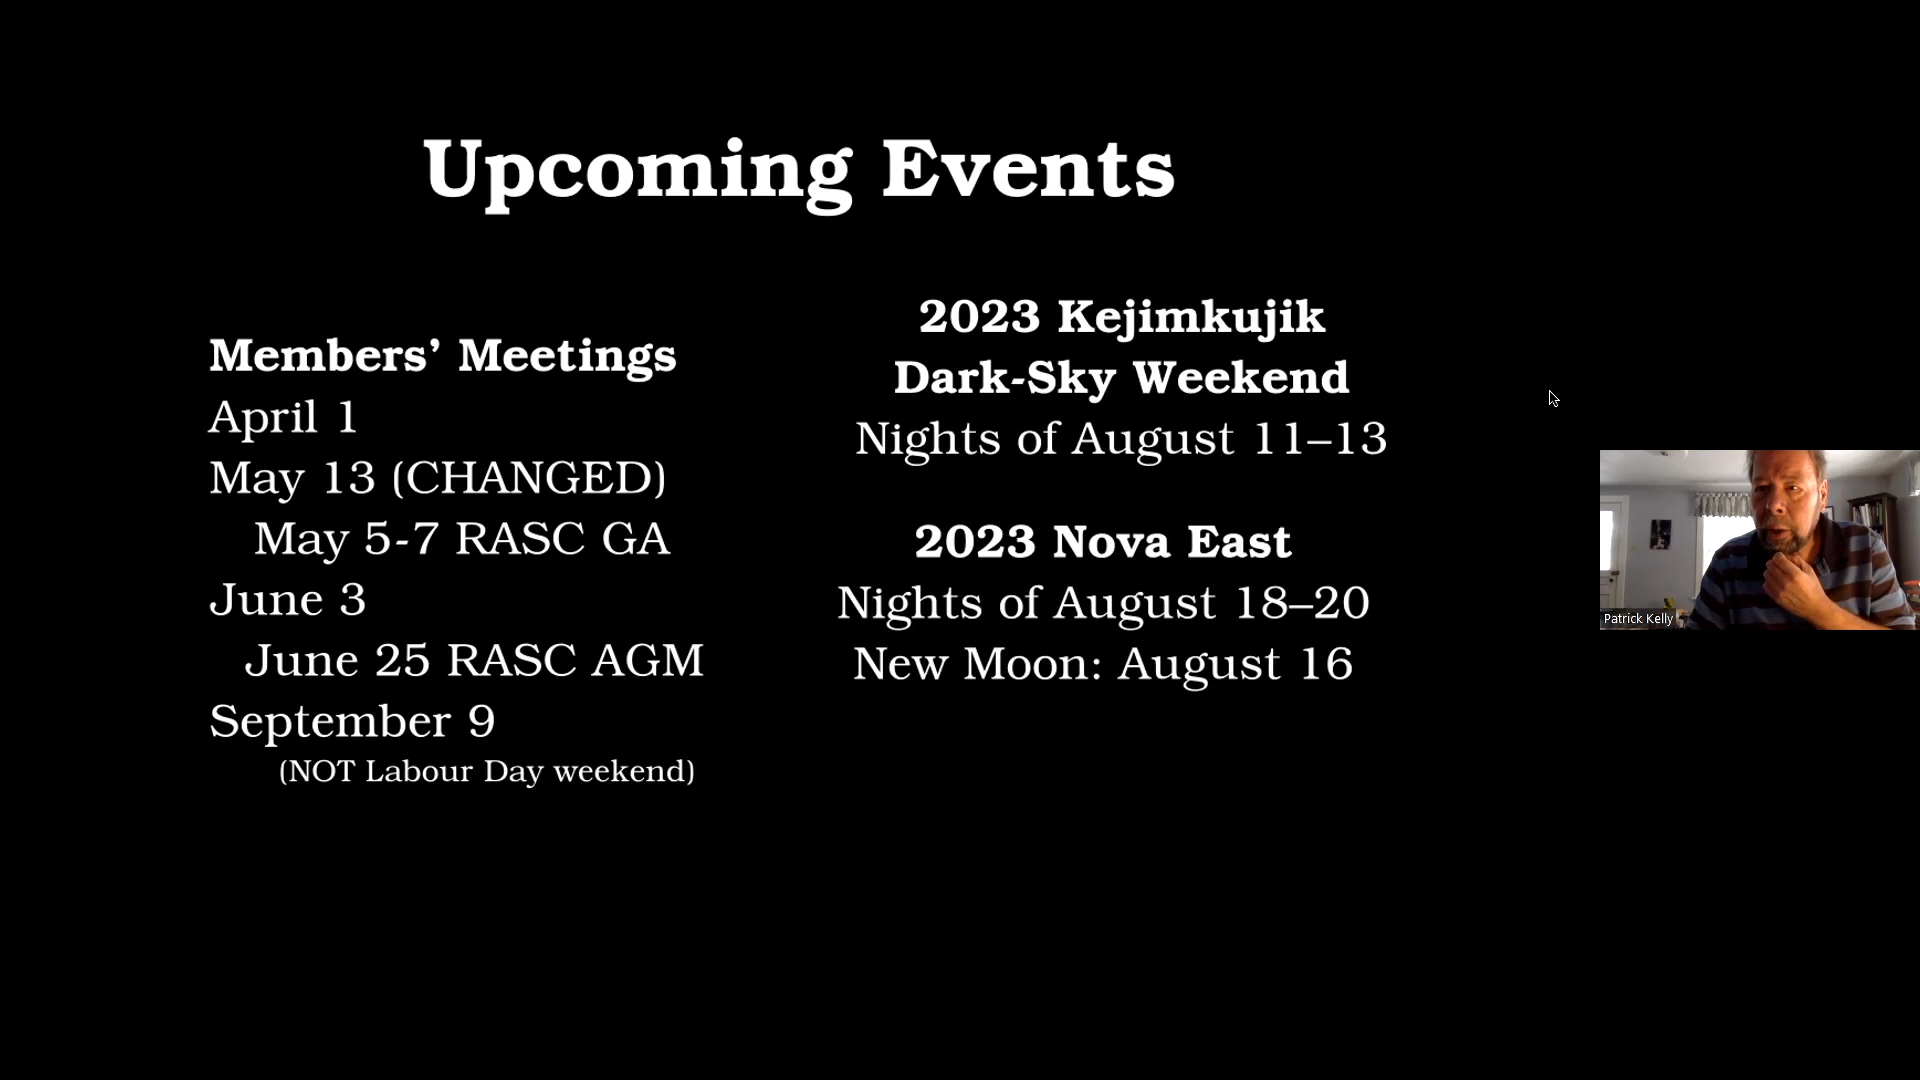 Upcoming Events
Members’ Meetings
April 1
May 13 (CHANGED)
May 5-7 RASC GA
June 3
June 25 RASC AGM
September 9
(NOT Labour Day weekend)
2023 Kejimkujik
Dark-Sky Weekend
Nights of August 11–13
2023 Nova East
Nights of August 18–20
New Moon: August 16
Patrick Kelly